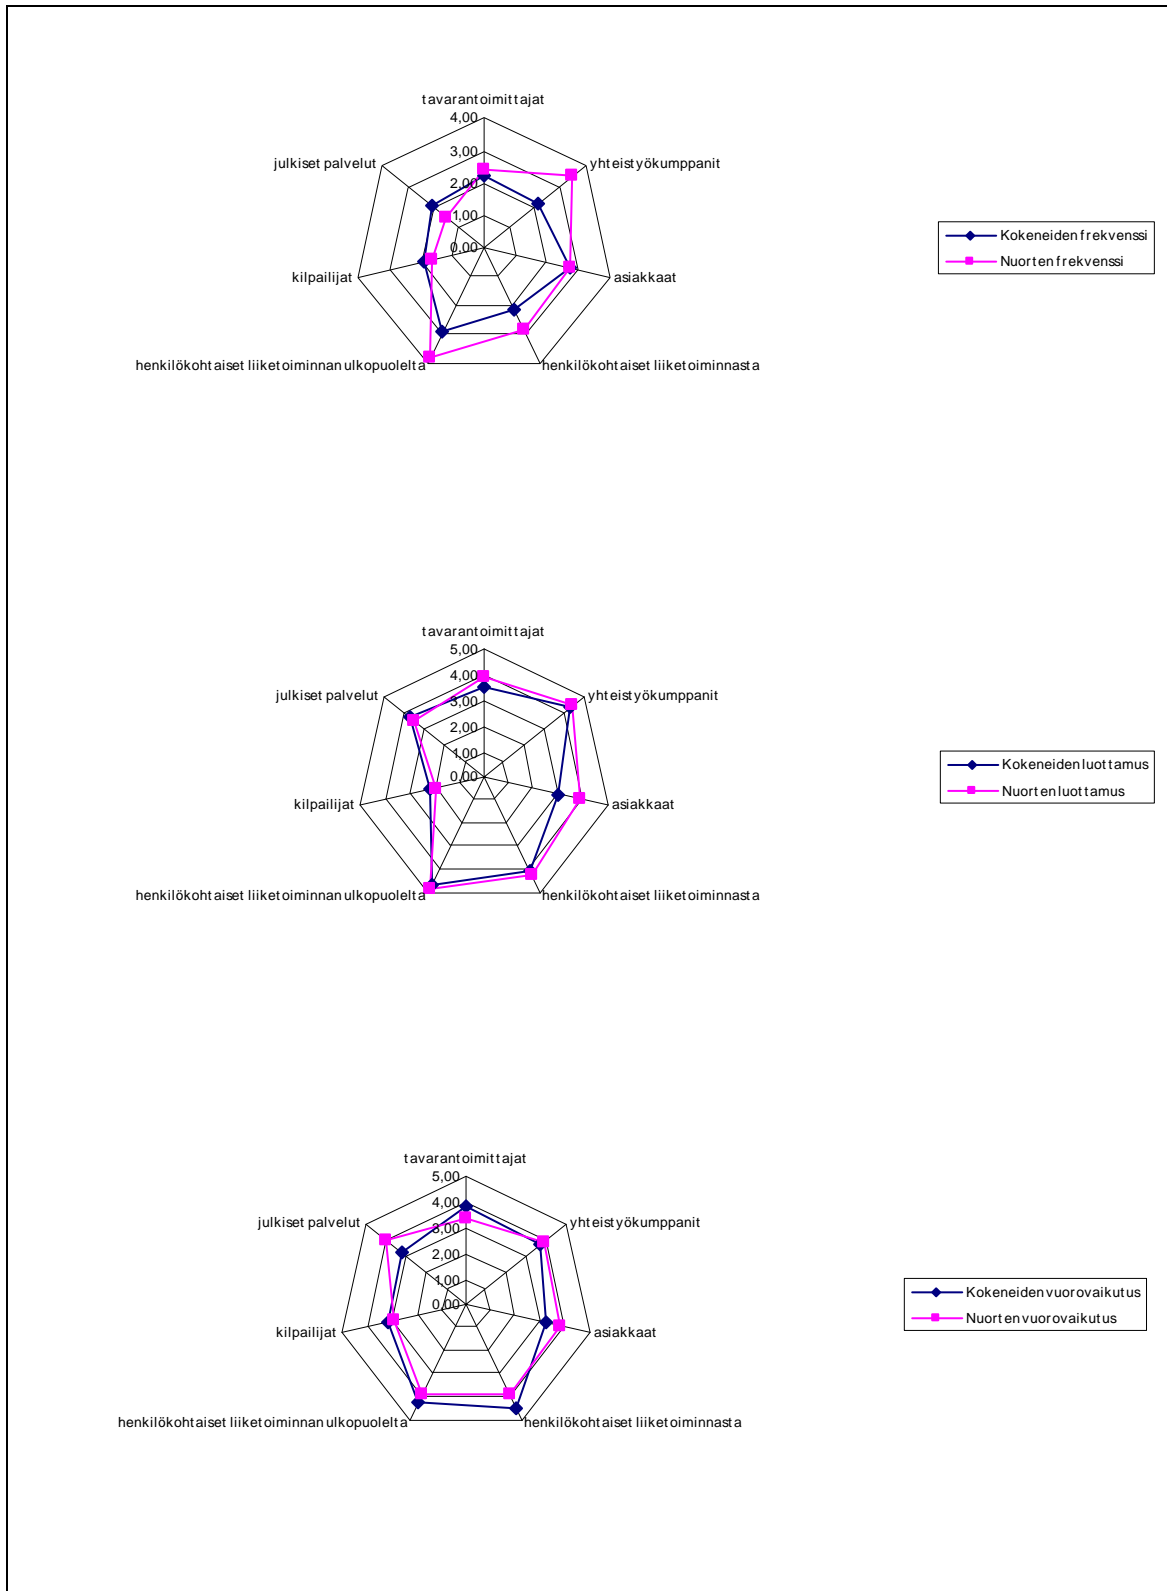 tavarantoimittajat
4,00
3,00
2,00
1,00
0,00
yhteistyökumppanit
asiakkaat
henkilökohtaiset liiketoiminnasta
henkilökohtaiset liiketoiminnan ulkopuolelta
kilpailijat
julkiset palvelut
Kokeneiden frekvenssi
Nuorten frekvenssi
tavarantoimittajat
5,00
4,00
3,00
2,00
1,00
0,00
yhteistyökumppanit
asiakkaat
henkilökohtaiset liiketoiminnasta
henkilökohtaiset liiketoiminnan ulkopuolelta
kilpailijat
julkiset palvelut
Kokeneiden luottamus
Nuorten luottamus
tavarantoimittajat
5,00
4,00
3,00
2,00
1,00
0,00
yhteistyökumppanit
asiakkaat
henkilökohtaiset liiketoiminnasta
henkilökohtaiset liiketoiminnan ulkopuolelta
kilpailijat
julkiset palvelut
Kokeneiden vuorovaikutus
Nuorten vuorovaikutus